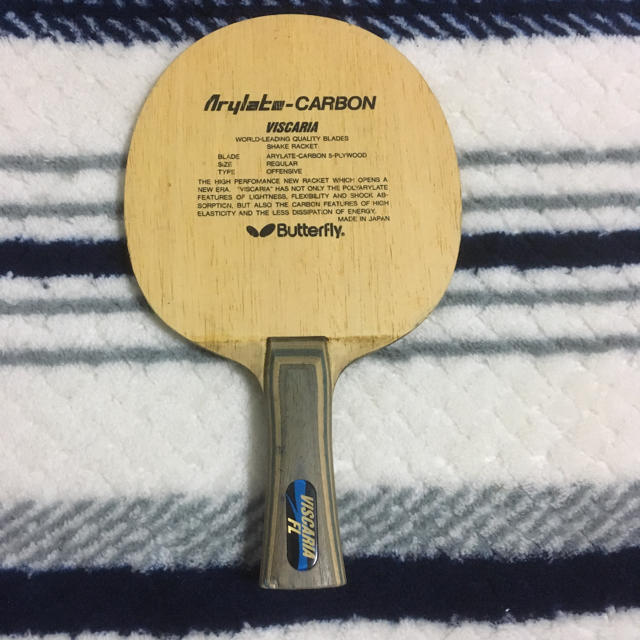 Arylate-CARBON
VISCARIA
WORLD-LEADING QUALITY BLADES
SHAKE RACKET
BLADE ARYLATE-CARBON 5-PLYWOOD
SIZE REGULAR
TYPE OFFENSIVE
THE HIGH PERFOMANCE NEW RACKET WHICH OPENS A
NEW ERA. "VISCARIA" HAS NOT ONLY THE POLYARYLATE
FEATURES OF LIGHTNESS, FLEXIBILITY AND SHOCK AB-
SORPTION, BUT ALSO THE CARBON FEATURES OF HIGH
ELASTICITY AND THE LESS DISSIPATION OF ENERGY.
MADE IN JAPAN
Butterfly.
VISCARIA
FL